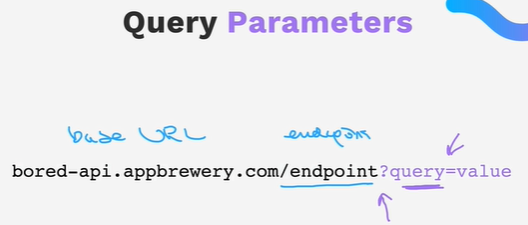 Query Parameters
base URL endpoint
bored-api.appbrewery.com/endpoint?query=value